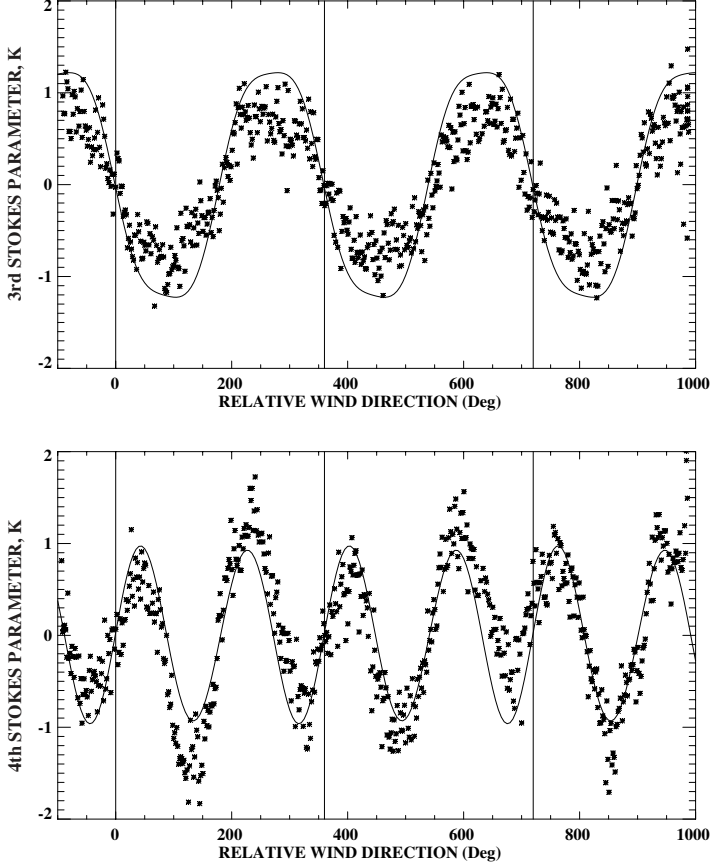 3rd STOKES PARAMETER, K
2
1
0
-1
-2
0 200 400 600 800 1000
RELATIVE WIND DIRECTION (Deg)
4th STOKES PARAMETER, K
2
1
0
-1
-2
0 200 400 600 800 1000
RELATIVE WIND DIRECTION (Deg)